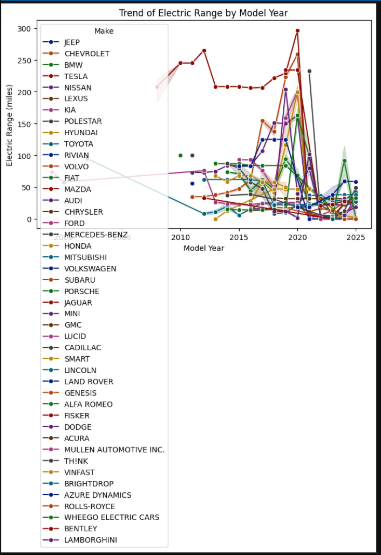 Trend of Electric Range by Model Year
Electric Range (miles)
300
250
200
150
100
50
0
2010
2015
2020
2025
Model Year
Make
JEEP
CHEVROLET
BMW
TESLA
NISSAN
LEXUS
KIA
POLESTAR
HYUNDAI
TOYOTA
RIVIAN
VOLVO
FIAT
MAZDA
AUDI
CHRYSLER
FORD
MERCEDES-BENZ
HONDA
MITSUBISHI
VOLKSWAGEN
SUBARU
PORSCHE
JAGUAR
MINI
GMC
LUCID
CADILLAC
SMART
LINCOLN
LAND ROVER
GENESIS
ALFA ROMEO
FISKER
DODGE
ACURA
MULLEN AUTOMOTIVE INC.
TH!NK
VINFAST
BRIGHTDROP
AZURE DYNAMICS
ROLLS-ROYCE
WHEEGO ELECTRIC CARS
BENTLEY
LAMBORGHINI